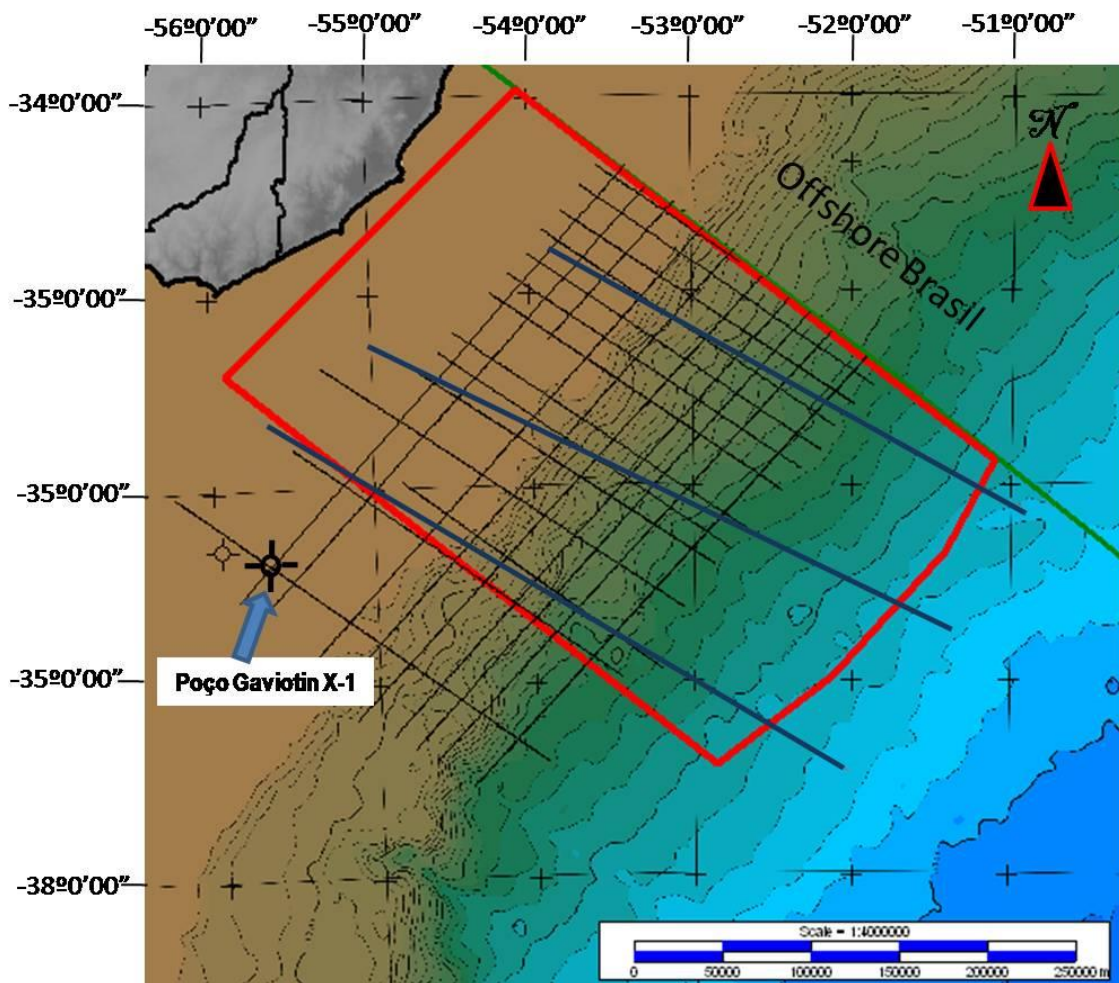 -56º0'00” -55º0'00” -54º0'00” -53º0'00” -52º0'00” -51º0'00”
-34º0'00”
N
Offshore Brasil
-35º0'00”
-35º0'00”
Poço Gaviotin X-1
-35º0'00”
-38º0'00”
Scale = 1:4000000
0 50000 100000 150000 200000 250000 m